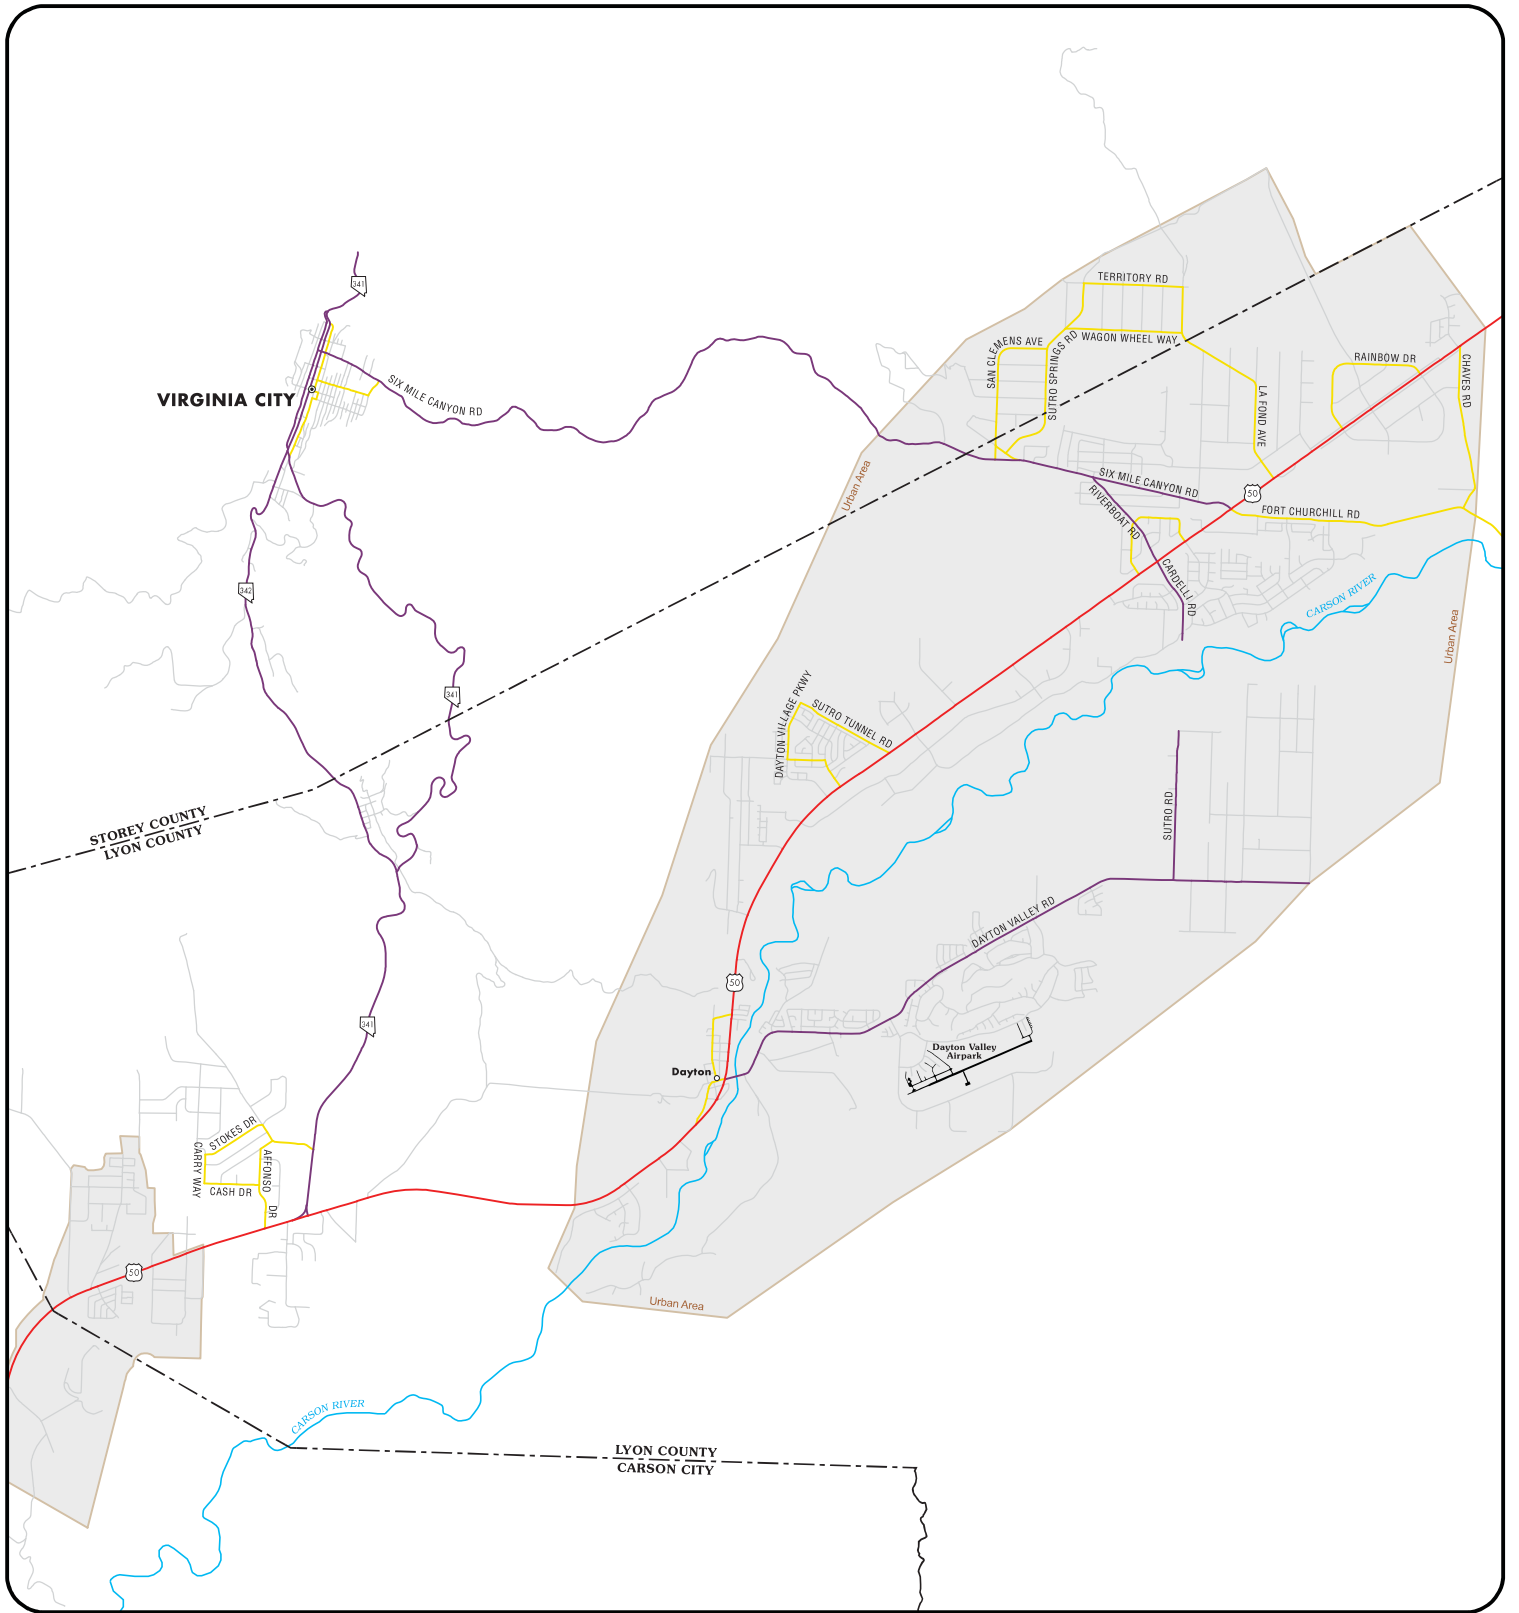 341
TERRITORY RD
SAN CLEMENS AVE
SUTRO SPRINGS RD
WAGON WHEEL WAY
RAINBOW DR
CHAVES RD
VIRGINIA CITY
SIX MILE CANYON RD
LA FOND AVE
Urban Area
SIX MILE CANYON RD
RIVERBOAT RD
50
FORT CHURCHILL RD
342
CARDELLI RD
CARSON RIVER
Urban Area
341
DAYTON VILLAGE PKWY
SUTRO TUNNEL RD
STOREY COUNTY
LYON COUNTY
SUTRO RD
DAYTON VALLEY RD
50
341
Dayton Valley
Airpark
Dayton
STOKES DR
CARRY WAY
AFFONSO DR
CASH DR
50
Urban Area
CARSON RIVER
LYON COUNTY
CARSON CITY